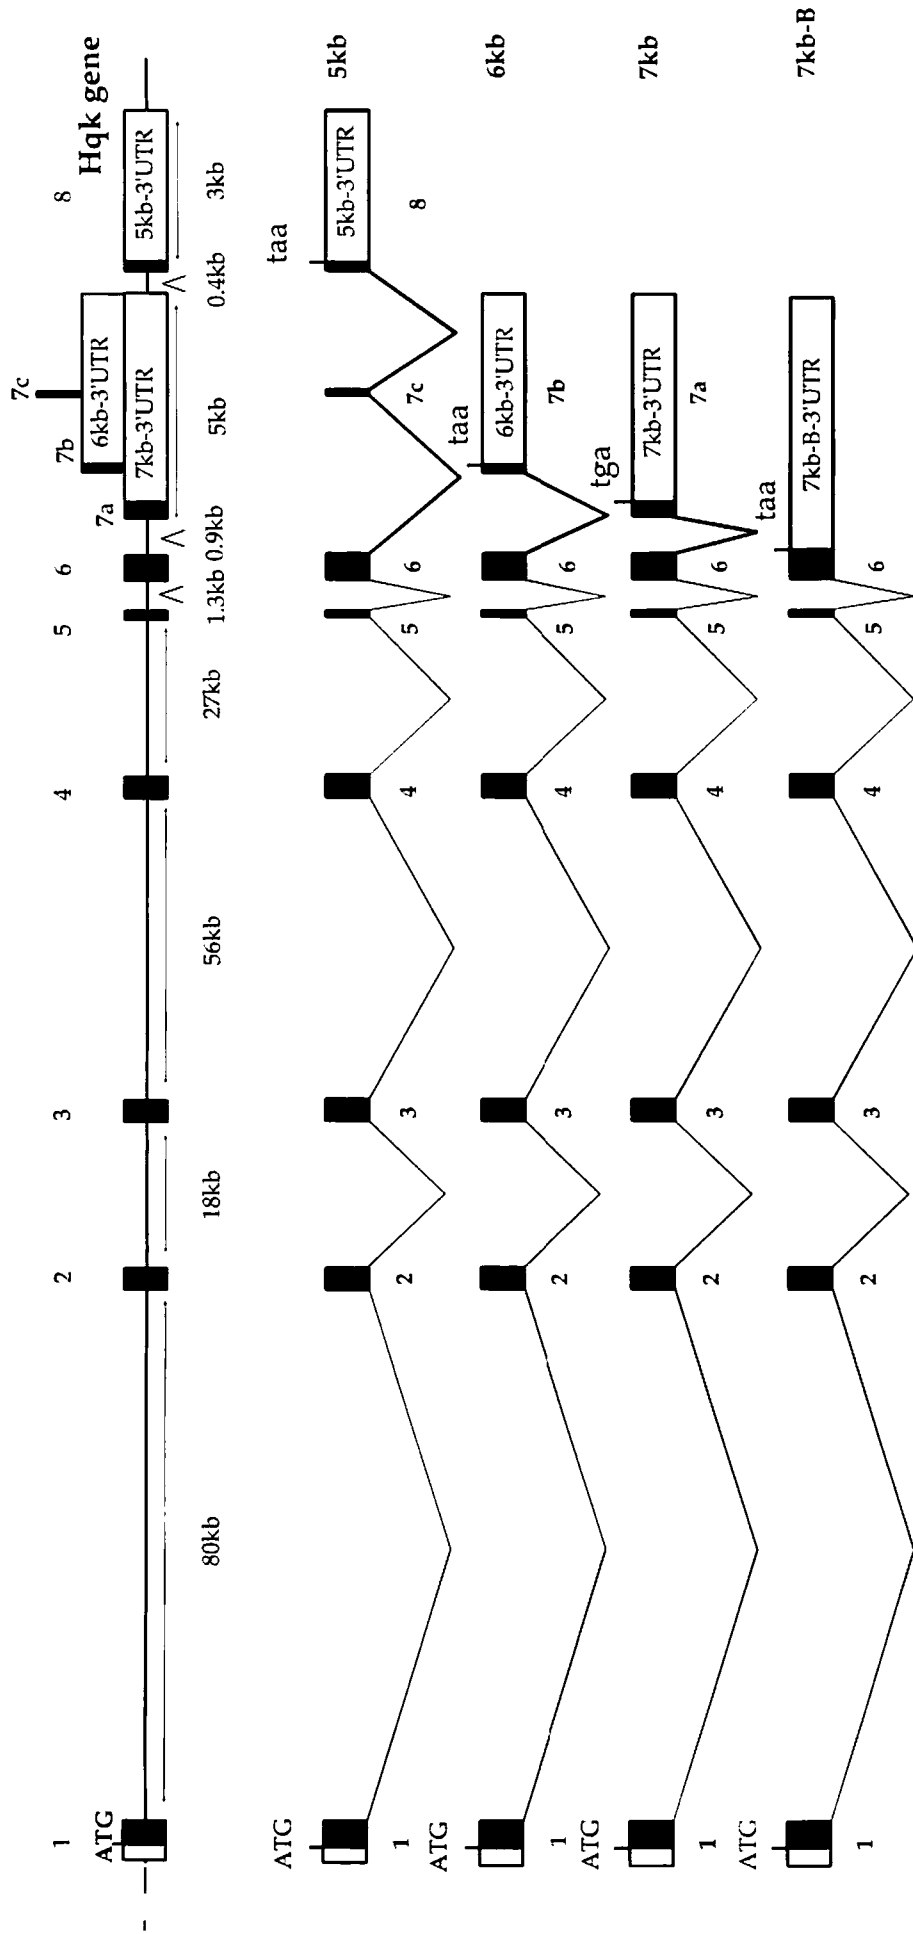 Hqk gene
1 2 3 4 5 6 7a 7b 7c 8
ATG
6kb-3'UTR
7kb-3'UTR 5kb-3'UTR
80kb 18kb 56kb 27kb 1.3kb 0.9kb 5kb 0.4kb 3kb
ATG taa 5kb
5kb-3'UTR
1 2 3 4 5 6 7c 8
ATG taa 6kb
6kb-3'UTR
1 2 3 4 5 6 7b
ATG tga 7kb
7kb-3'UTR
1 2 3 4 5 6 7a
ATG taa 7kb-B
7kb-B-3'UTR
1 2 3 4 5 6